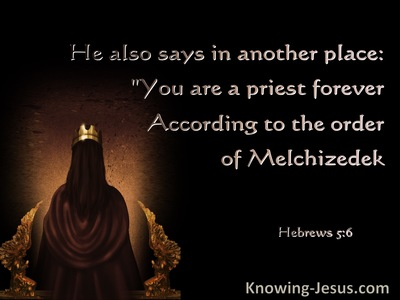 He also says in another place:
"You are a priest forever
According to the order
of Melchizedek
Hebrews 5:6
Knowing-Jesus.com